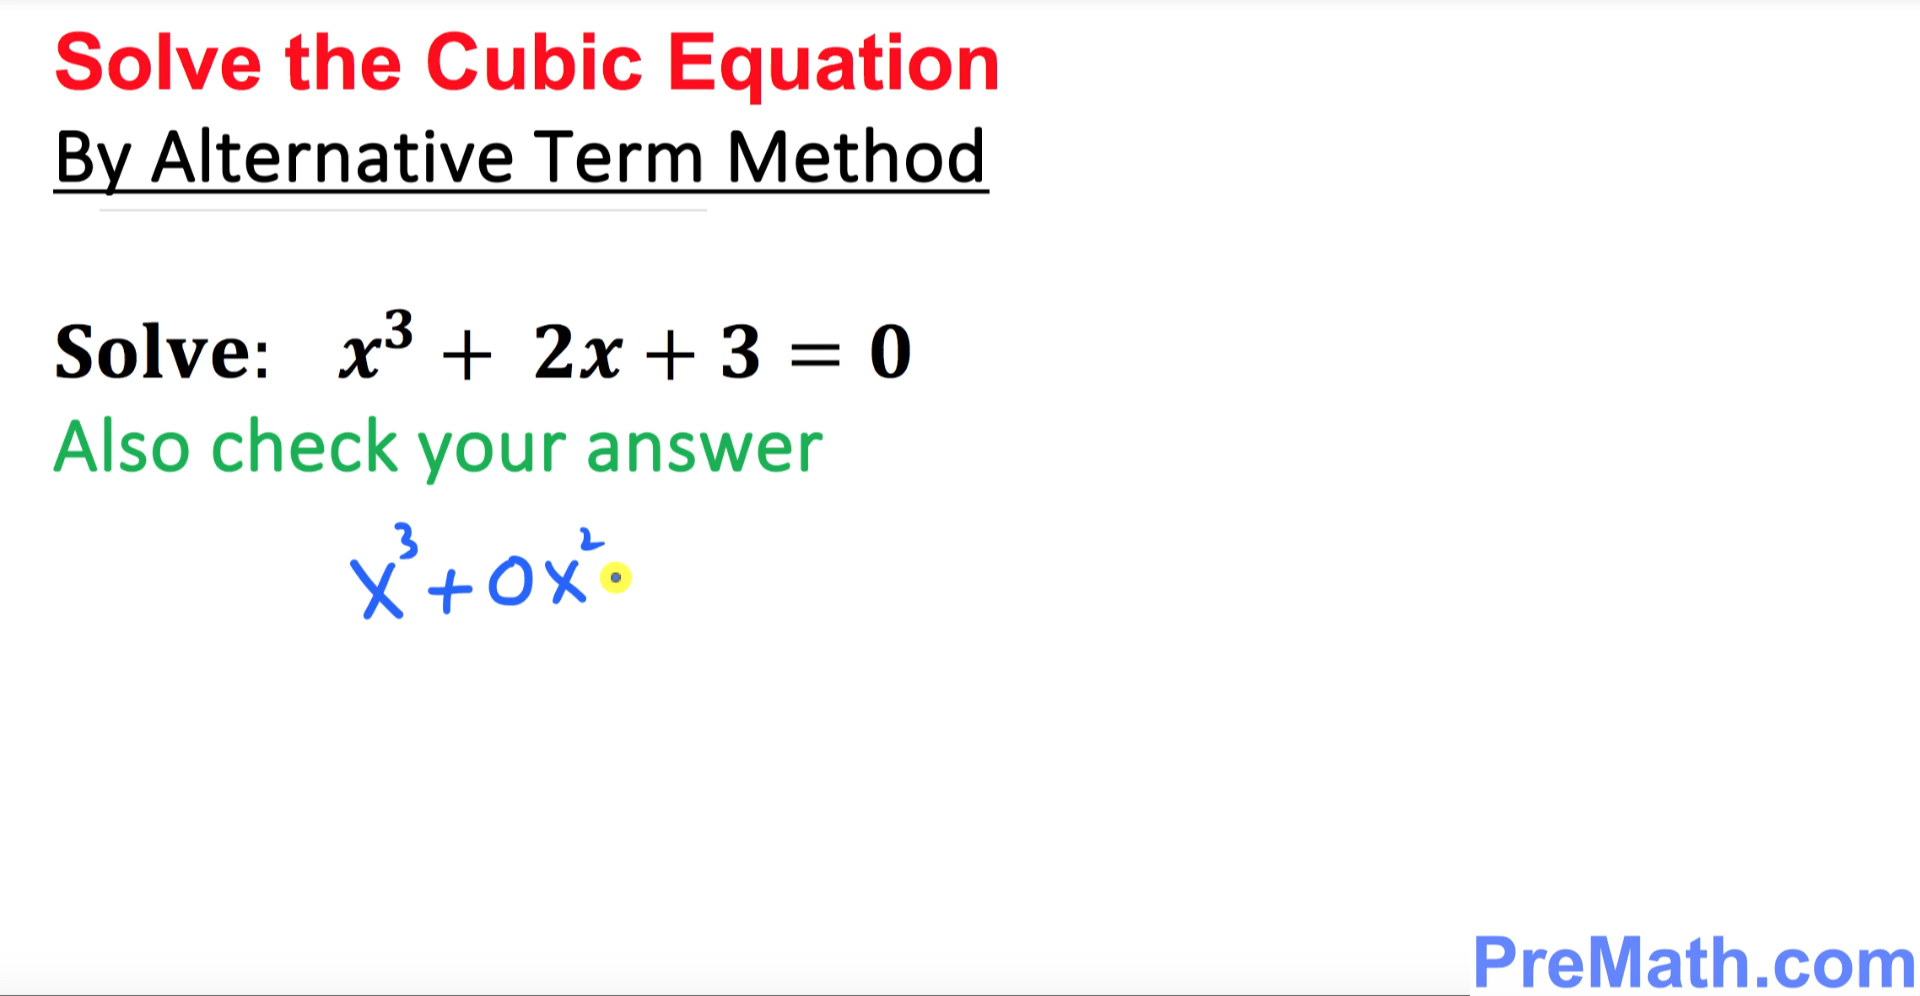 Solve the Cubic Equation
By Alternative Term Method
Solve: x³ + 2x + 3 = 0
Also check your answer
x³+0x²
PreMath.com